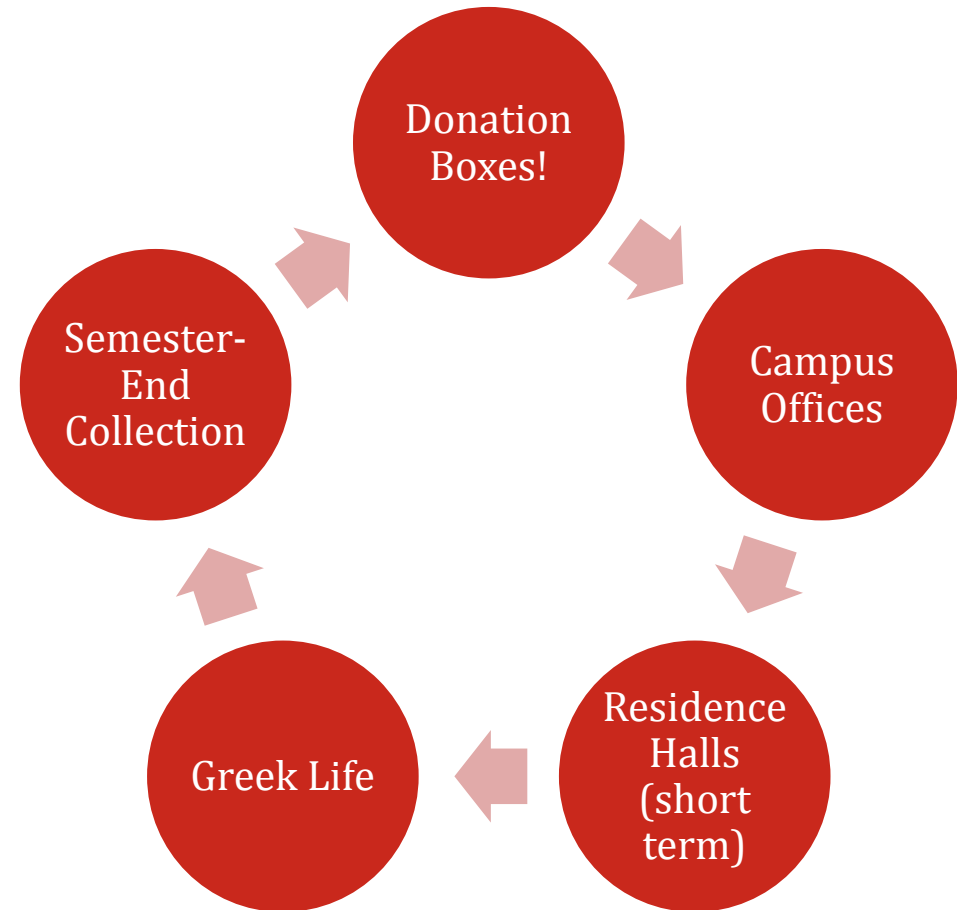 Donation
Boxes!
Campus
Offices
Residence
Halls
(short
term)
Greek Life
Semester-
End
Collection